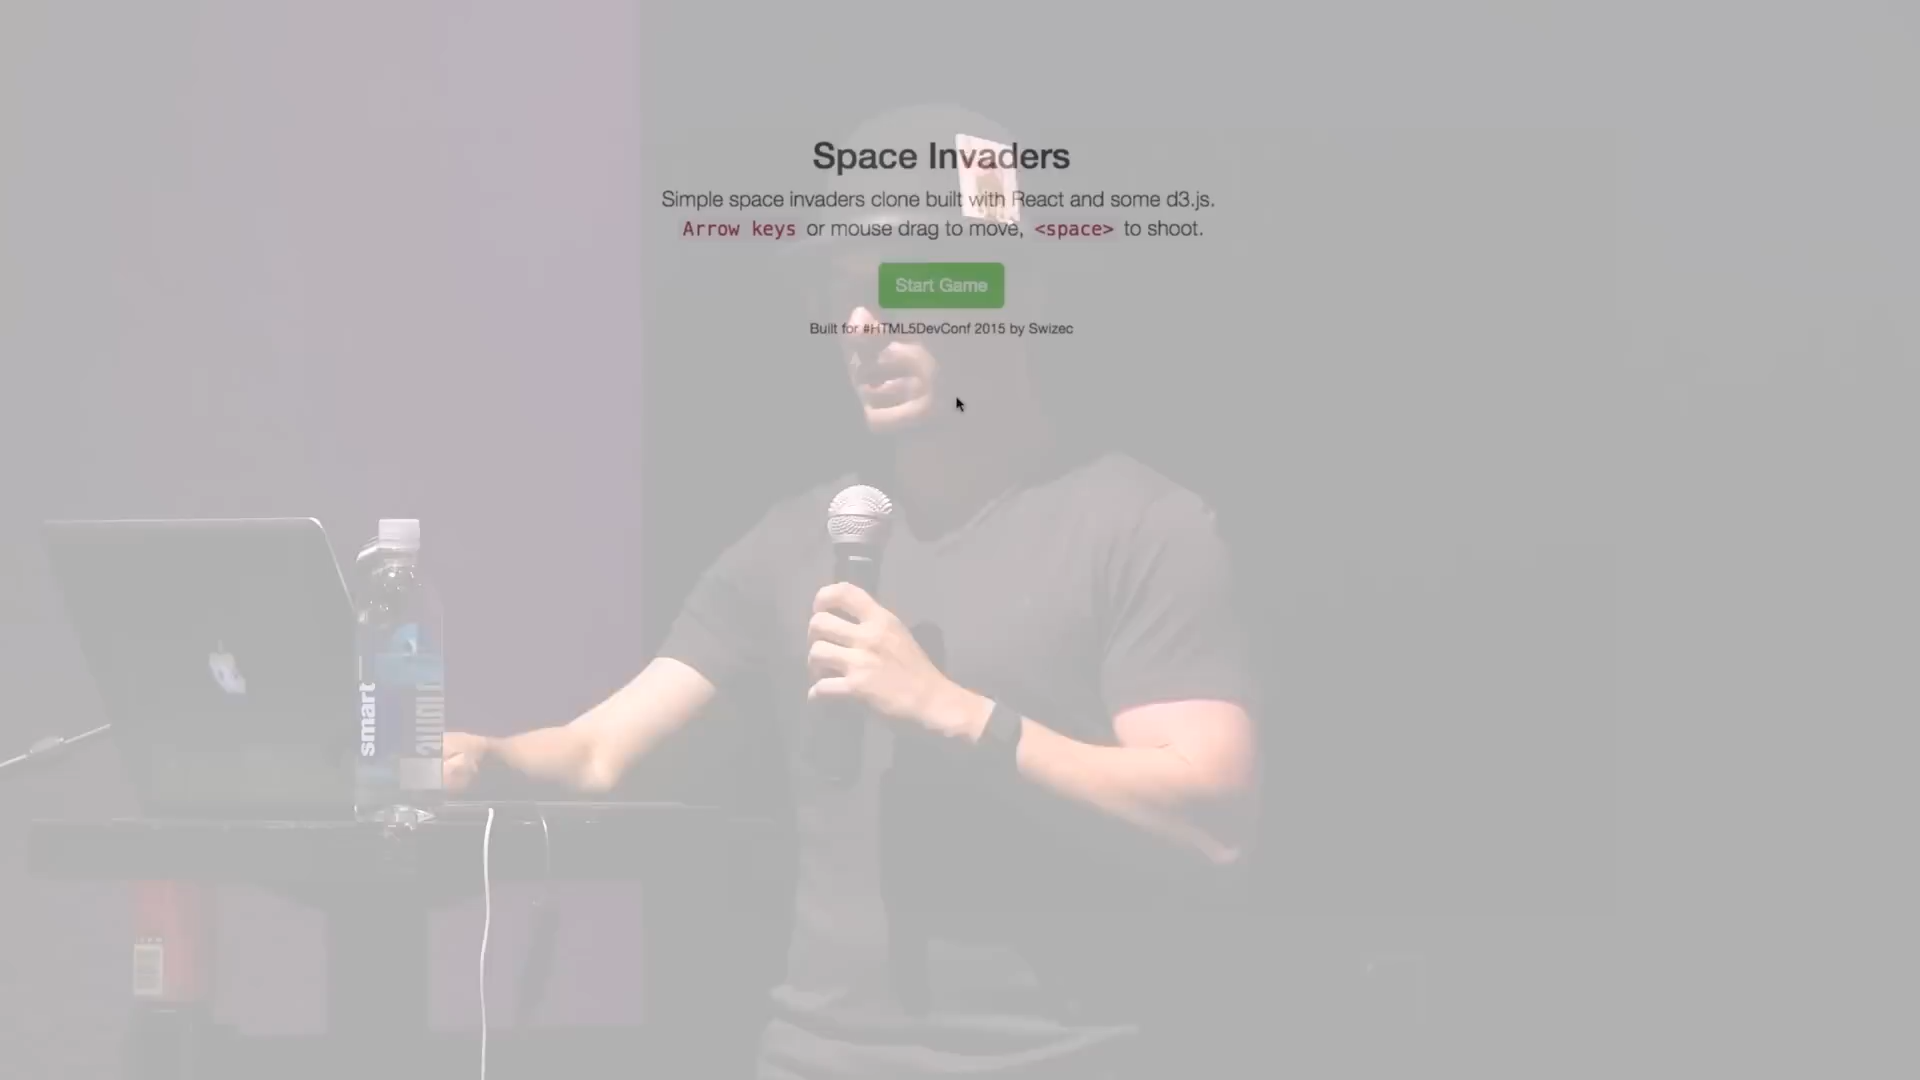 Space Invaders
Simple space invaders clone built with React and some d3.js.
Arrow keys or mouse drag to move, <space> to shoot.
Start Game
Built for #HTML5DevConf 2015 by Swizec
smart